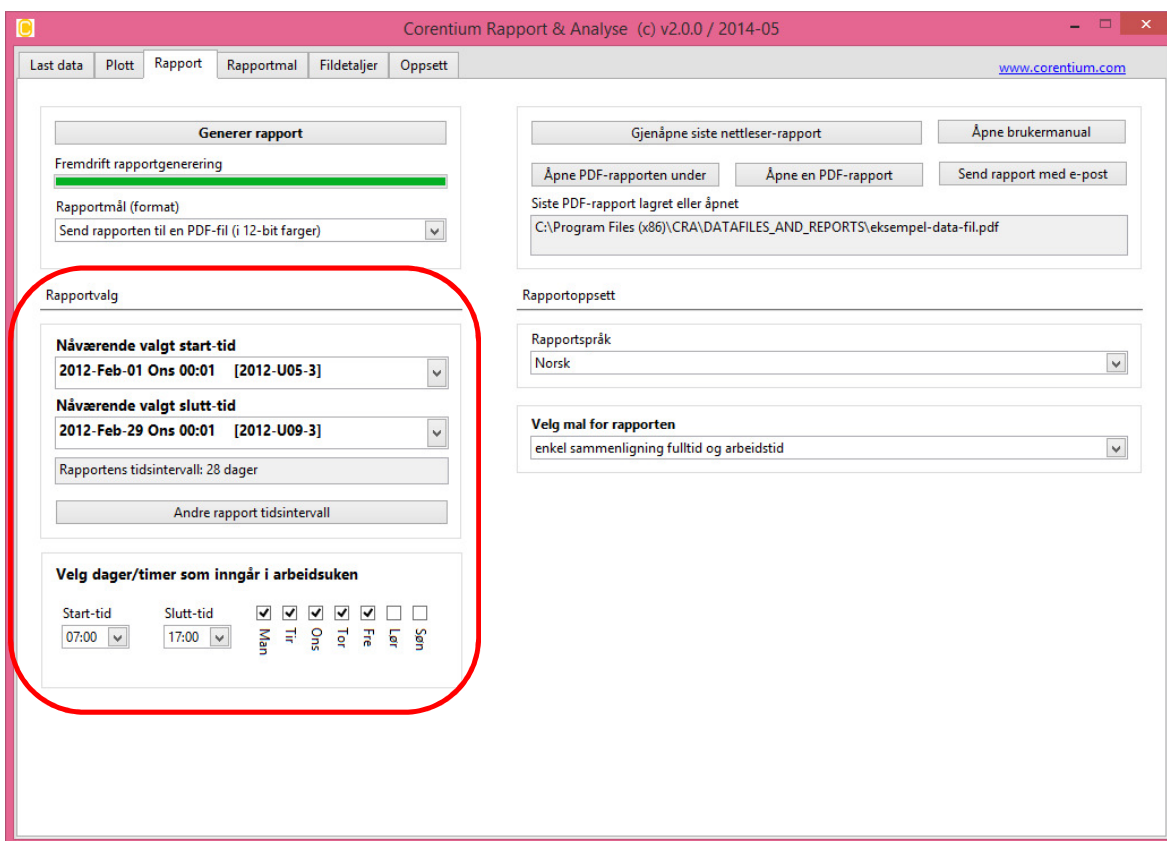 Corentium Rapport & Analyse (c) v2.0.0 / 2014-05
Last data Plott Rapport Rapportmal Fildetaljer Oppsett
www.corentium.com
Generer rapport
Fremdrift rapportgenerering
Rapportmål (format)
Send rapporten til en PDF-fil (i 12-bit farger)
Gjenåpne siste nettleser-rapport
Åpne brukermanual
Åpne PDF-rapporten under
Åpne en PDF-rapport
Send rapport med e-post
Siste PDF-rapport lagret eller åpnet
C:\Program Files (x86)\CRA\DATAFILES_AND_REPORTS\eksempel-data-fil.pdf
Rapportvalg
Nåværende valgt start-tid
2012-Feb-01 Ons 00:01 [2012-U05-3]
Nåværende valgt slutt-tid
2012-Feb-29 Ons 00:01 [2012-U09-3]
Rapportens tidsintervall: 28 dager
Andre rapport tidsintervall
Velg dager/timer som inngår i arbeidsuken
Start-tid Slutt-tid
07:00 17:00
Man Tir Ons Tor Fre Lør Søn
Rapportoppsett
Rapportspråk
Norsk
Velg mal for rapporten
enkel sammenligning fulltid og arbeidstid